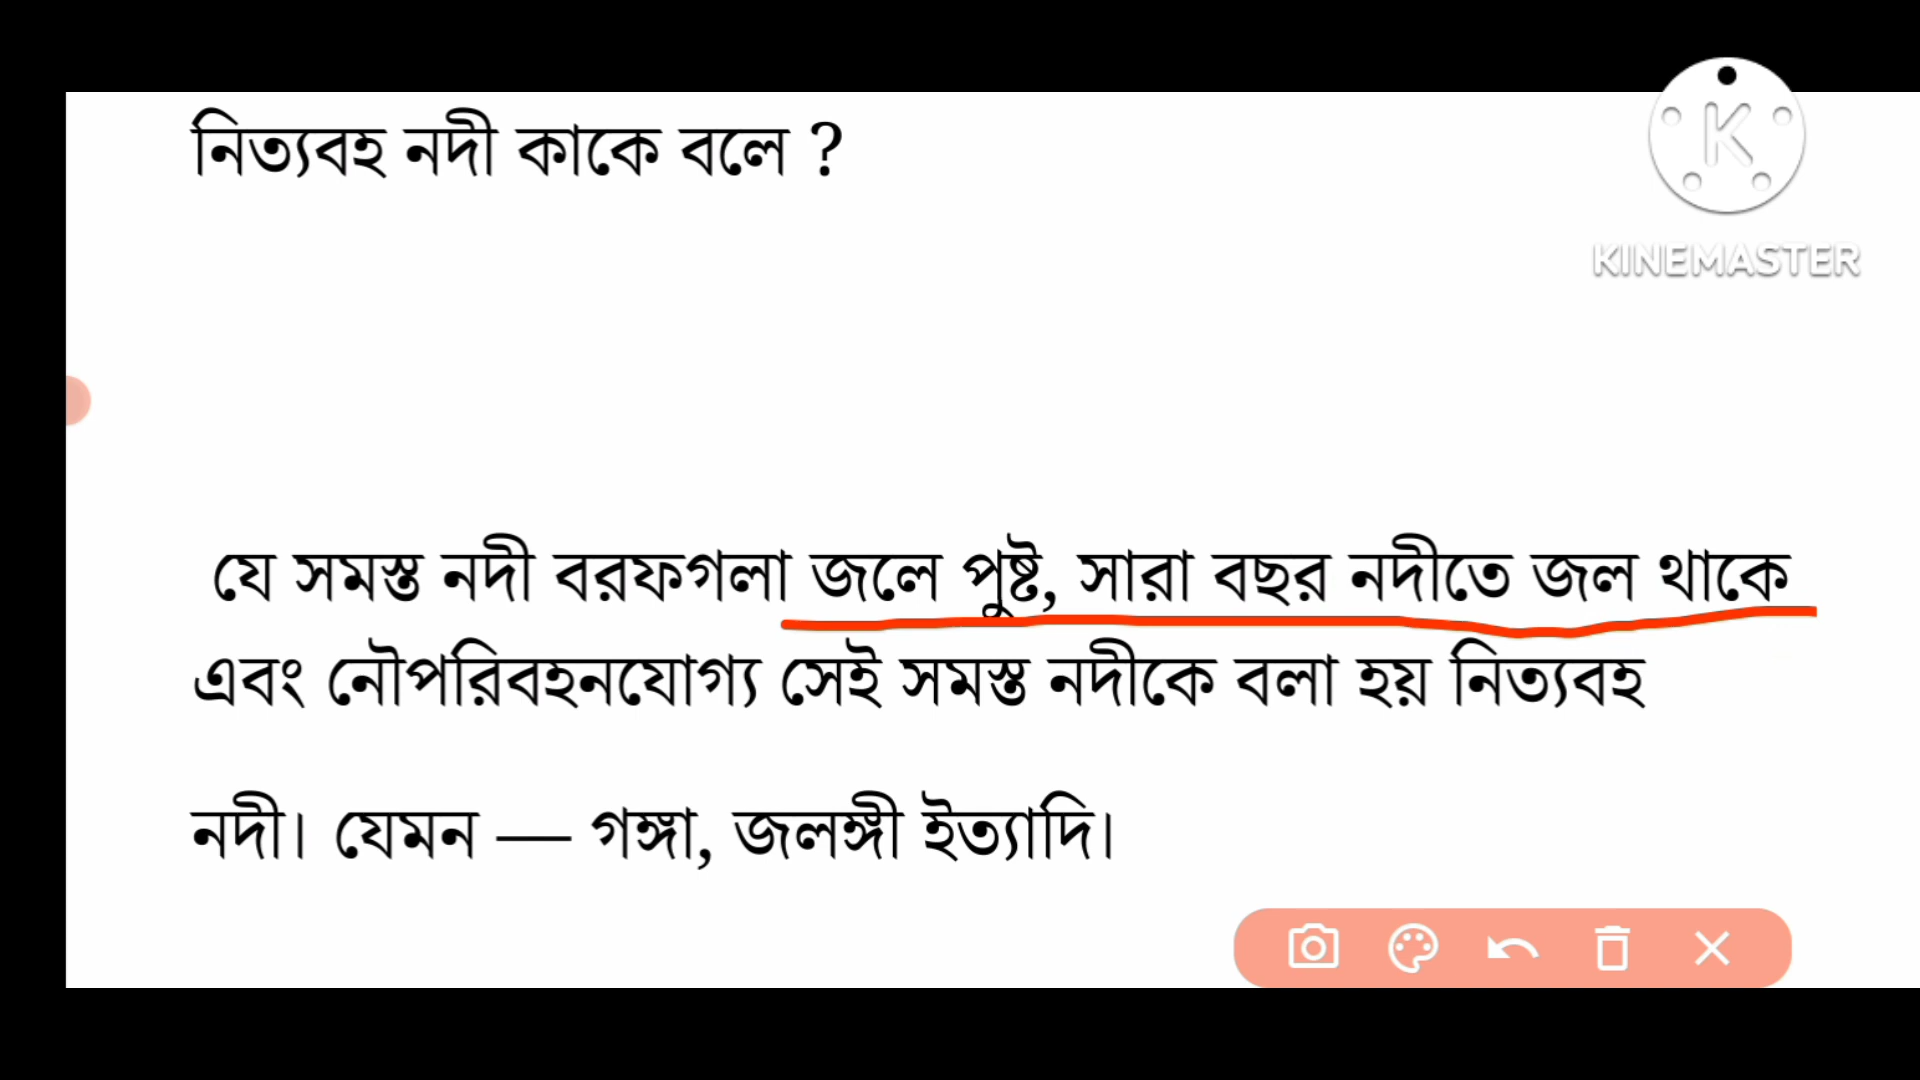 নিত্যবহ নদী কাকে বলে ?
K
KINEMASTER
যে সমস্ত নদী বরফগলা জলে পুষ্ট, সারা বছর নদীতে জল থাকে
এবং নৌপরিবহনযোগ্য সেই সমস্ত নদীকে বলা হয় নিত্যবহ
নদী। যেমন — গঙ্গা, জলঙ্গী ইত্যাদি।